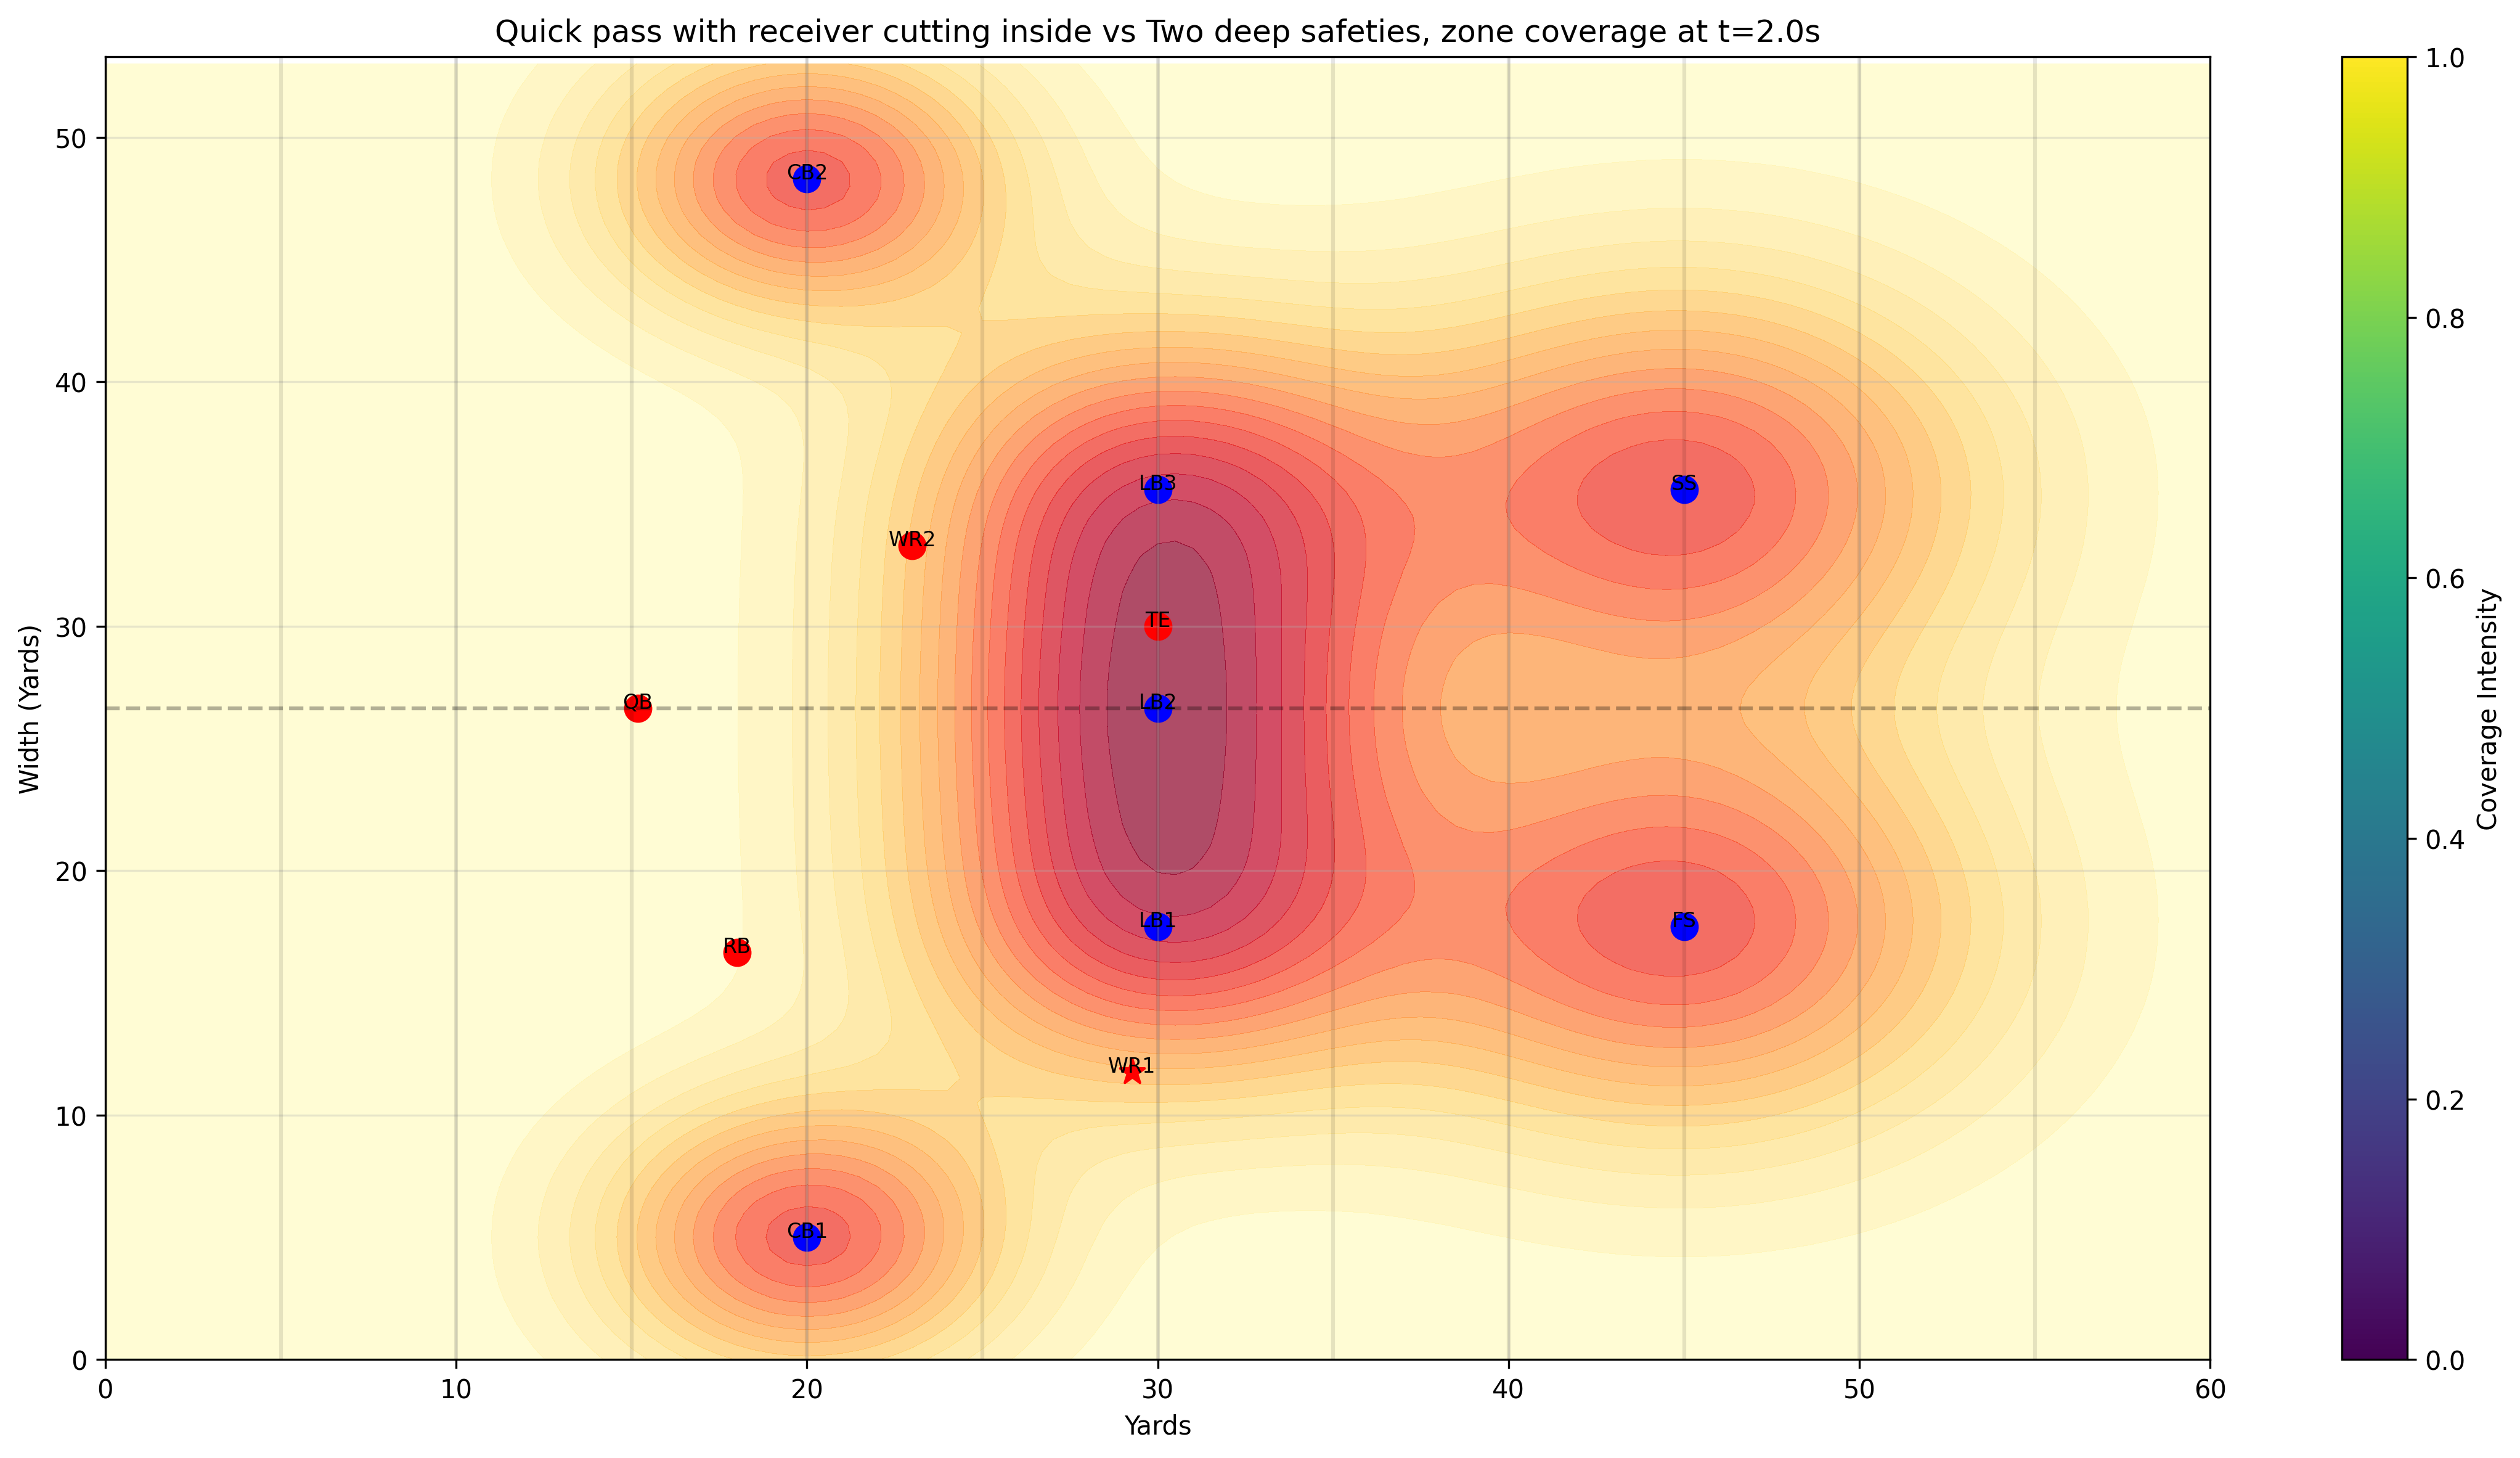 Quick pass with receiver cutting inside vs Two deep safeties, zone coverage at t=2.0s
1.0
0.8
0.6
0.4
0.2
0.0
Coverage Intensity
50
40
30
20
10
0
Width (Yards)
CB2
LB3
SS
WR2
TE
QB
LB2
LB1
FS
RB
WR1
CB1
0 10 20 30 40 50 60
Yards